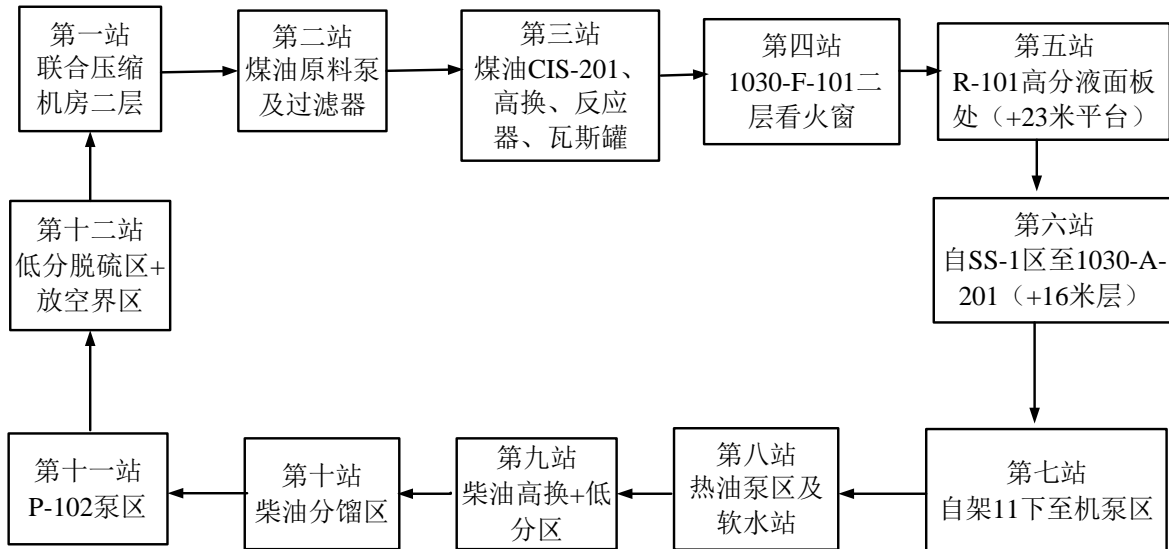 第一站
联合压缩
机房二层
第二站
煤油原料泵
及过滤器
第三站
煤油CIS-201、
高换、反应
器、瓦斯罐
第四站
1030-F-101二
层看火窗
第五站
R-101高分液面板
处（+23米平台）
第六站
自SS-1区至1030-A-
201（+16米层）
第七站
自架11下至机泵区
第八站
热油泵区及
软水站
第九站
柴油高换+低
分区
第十站
柴油分馏区
第十一站
P-102泵区
第十二站
低分脱硫区+
放空界区